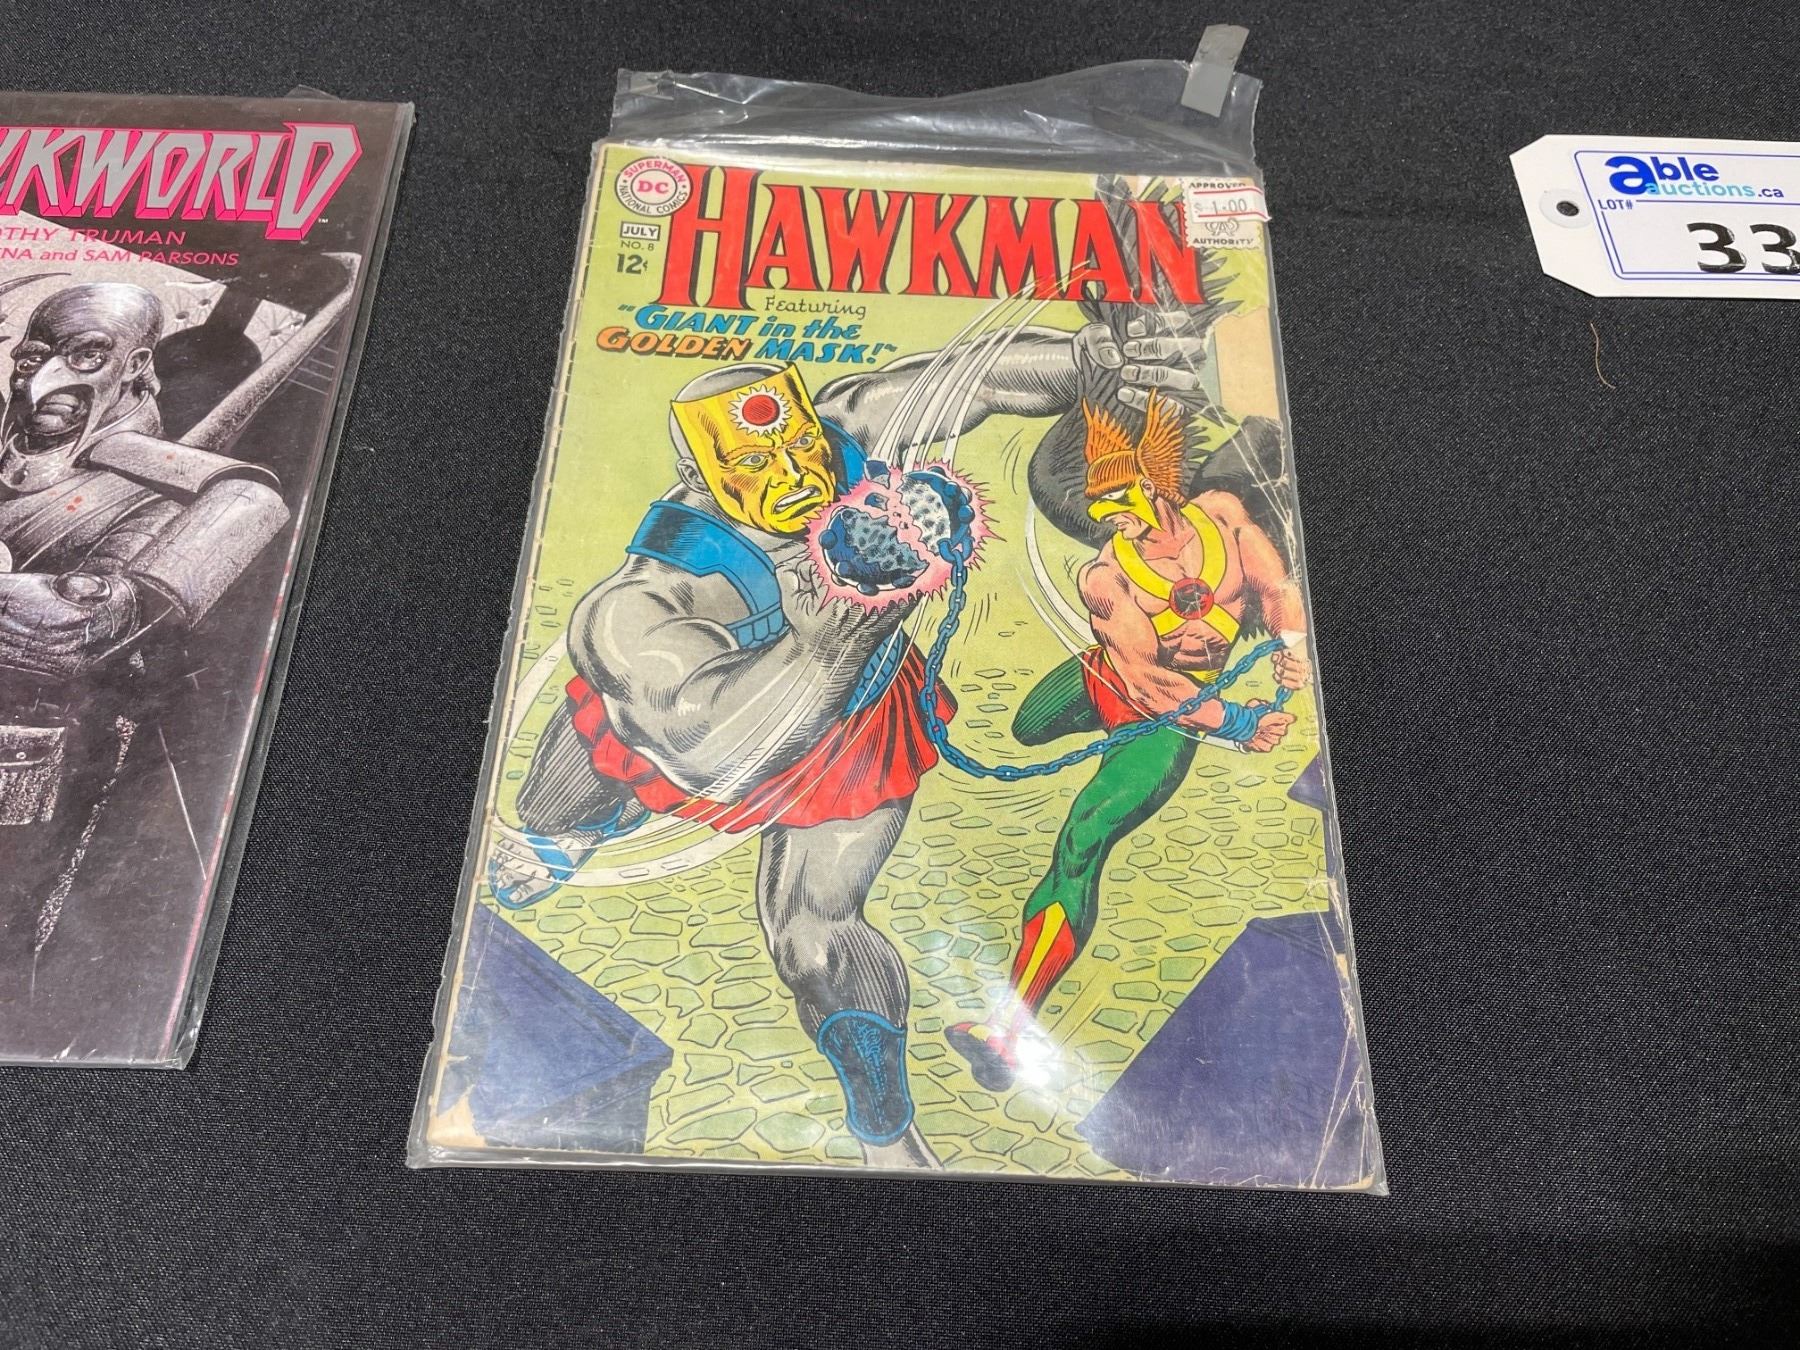 SUPERMAN
DC
NATIONAL COMICS
HAWKMAN
APPROVED
$ 1.00
AUTHORITY
JULY
NO. 8
12¢
Featuring
"GIANT in the
GOLDEN MASK!"
WKWORLD
OTHY TRUMAN
NA and SAM PARSONS
able
auctions.ca
LOT#
33